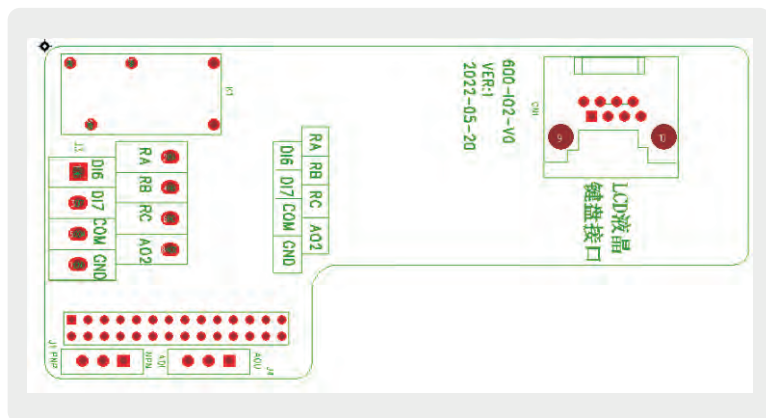 K1
600-I02-V0
VER:1
2022-05-20
CN1
LCD液晶
键盘接口
J3
DI6
DI7
COM
GND
RA
RB
RC
AO2
DI6
DI7
COM
GND
RA
RB
RC
AO2
J1 PNP
NPN
AOI
AOU
J4